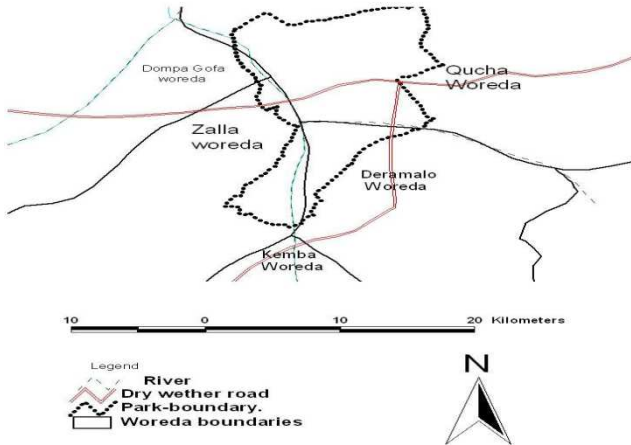 Dompa Gofa
woreda
Qucha
Woreda
Zalla
woreda
Deramalo
Woreda
Kemba
Woreda
10 0 10 20 Kilometers
Legend
River
Dry wether road
Park-boundary.
Woreda boundaries
N